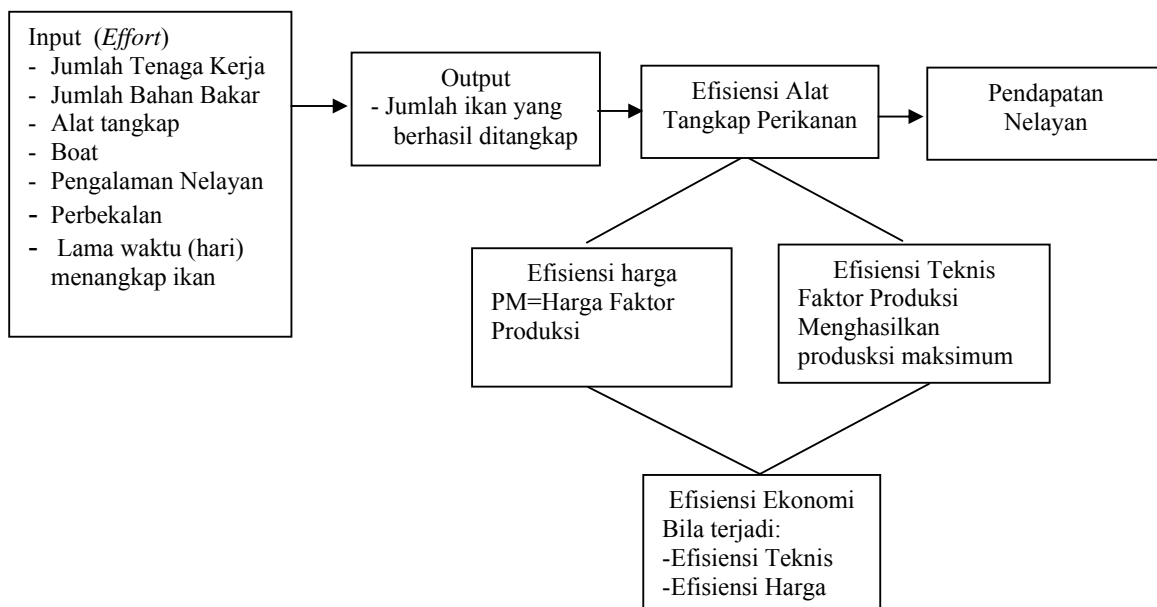 Input (Effort)
- Jumlah Tenaga Kerja
- Jumlah Bahan Bakar
- Alat tangkap
- Boat
- Pengalaman Nelayan
- Perbekalan
- Lama waktu (hari)
menangkap ikan
Output
- Jumlah ikan yang
berhasil ditangkap
Efisiensi Alat
Tangkap Perikanan
Pendapatan
Nelayan
Efisiensi harga
PM=Harga Faktor
Produksi
Efisiensi Teknis
Faktor Produksi
Menghasilkan
produsksi maksimum
Efisiensi Ekonomi
Bila terjadi:
-Efisiensi Teknis
-Efisiensi Harga